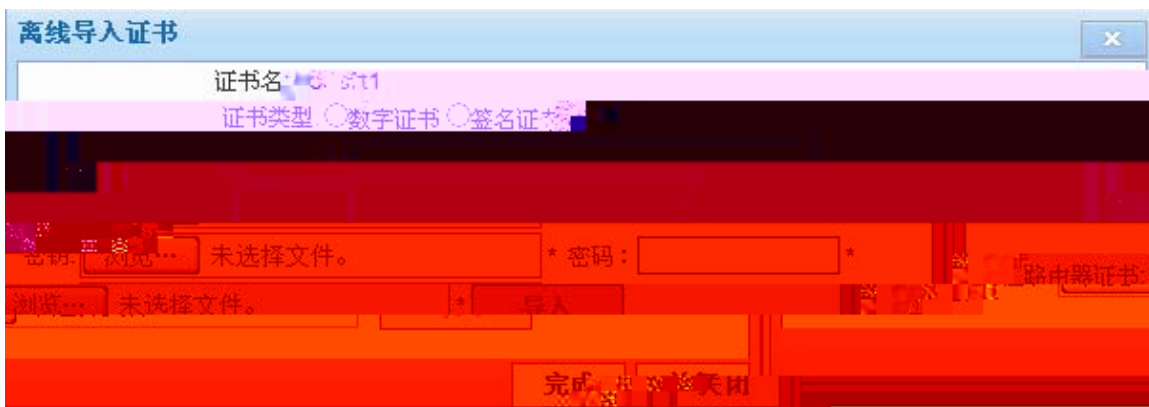 离线导入证书
证书名:
证书类型 数字证书 签名证
密钥: 浏览… 未选择文件。 * 密码: *
路由器证书:
浏览… 未选择文件。 * 导入
完成 关闭